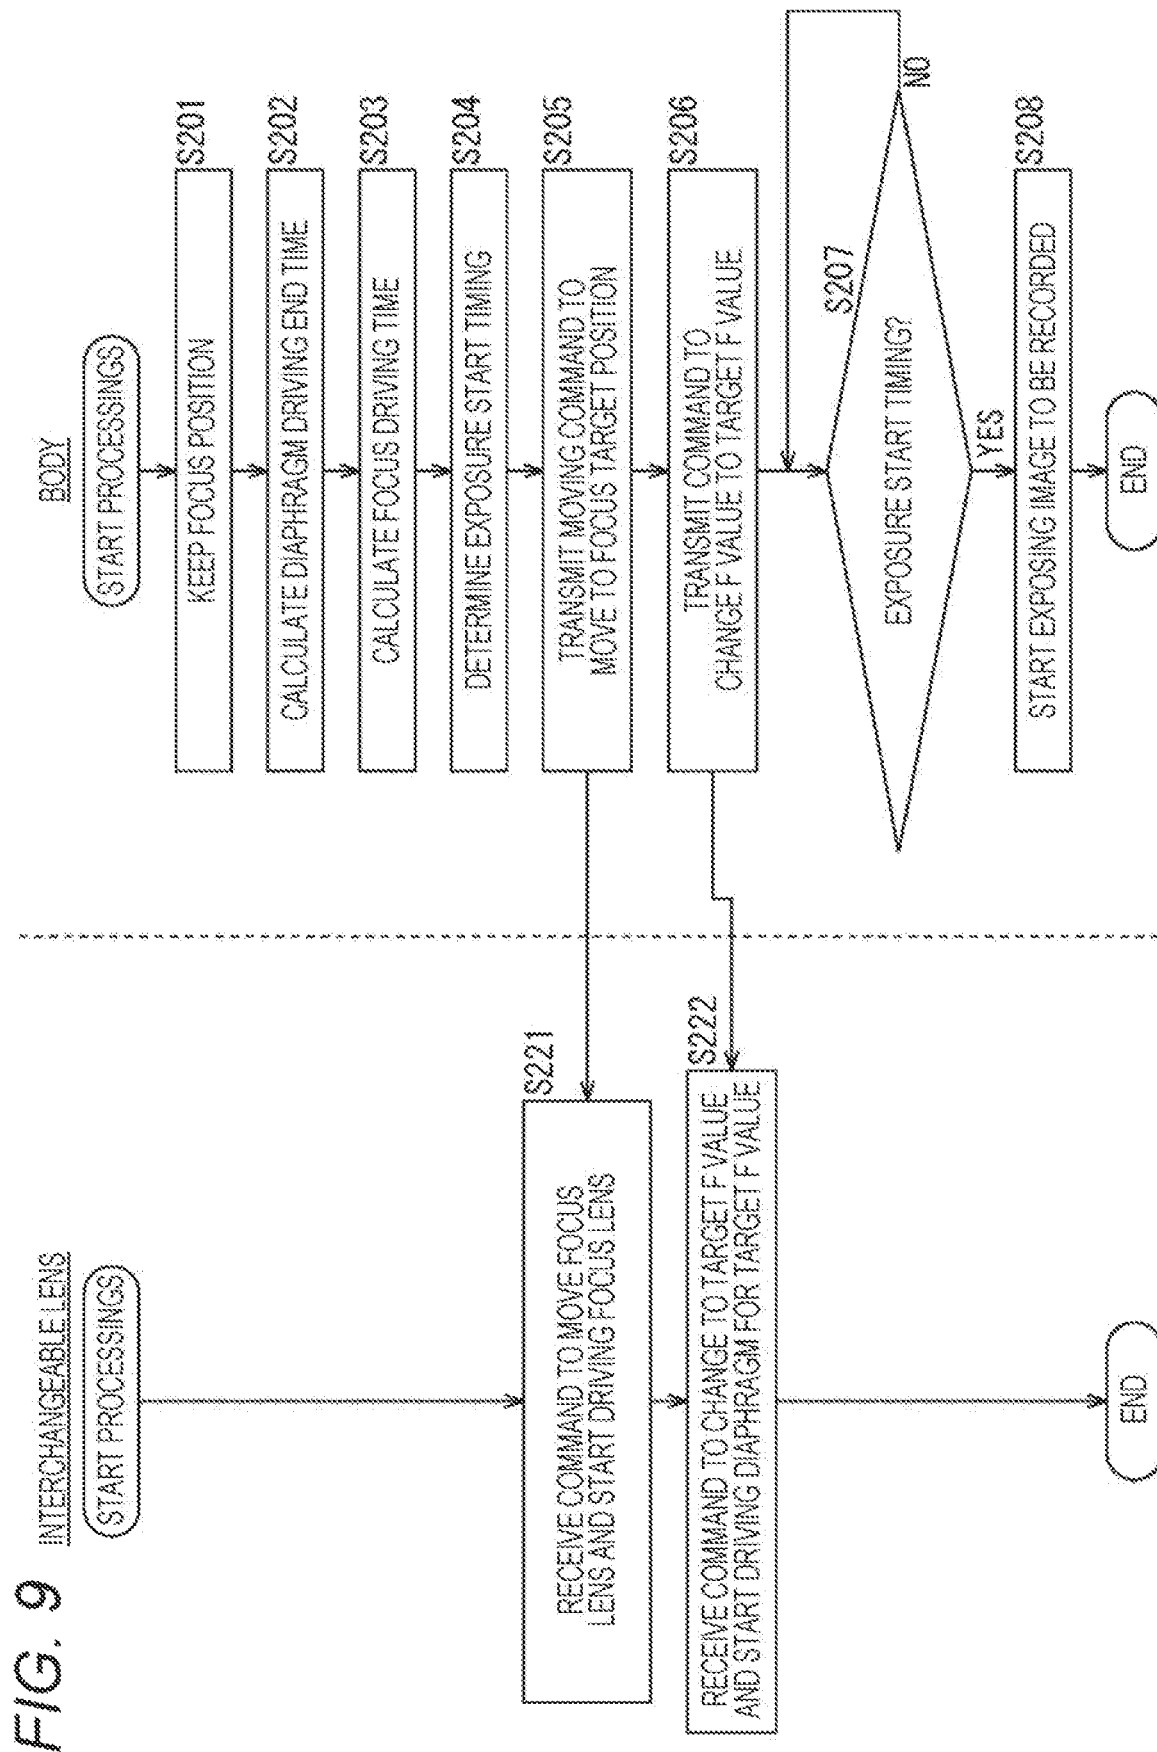 FIG. 9
INTERCHANGEABLE LENS
START PROCESSINGS
S221
RECEIVE COMMAND TO MOVE FOCUS
LENS AND START DRIVING FOCUS LENS
S222
RECEIVE COMMAND TO CHANGE TO TARGET F VALUE
AND START DRIVING DIAPHRAGM FOR TARGET F VALUE
END
BODY
START PROCESSINGS
S201
KEEP FOCUS POSITION
S202
CALCULATE DIAPHRAGM DRIVING END TIME
S203
CALCULATE FOCUS DRIVING TIME
S204
DETERMINE EXPOSURE START TIMING
S205
TRANSMIT MOVING COMMAND TO
MOVE TO FOCUS TARGET POSITION
S206
TRANSMIT COMMAND TO
CHANGE F VALUE TO TARGET F VALUE
S207
EXPOSURE START TIMING?
NO
YES
S208
START EXPOSING IMAGE TO BE RECORDED
END